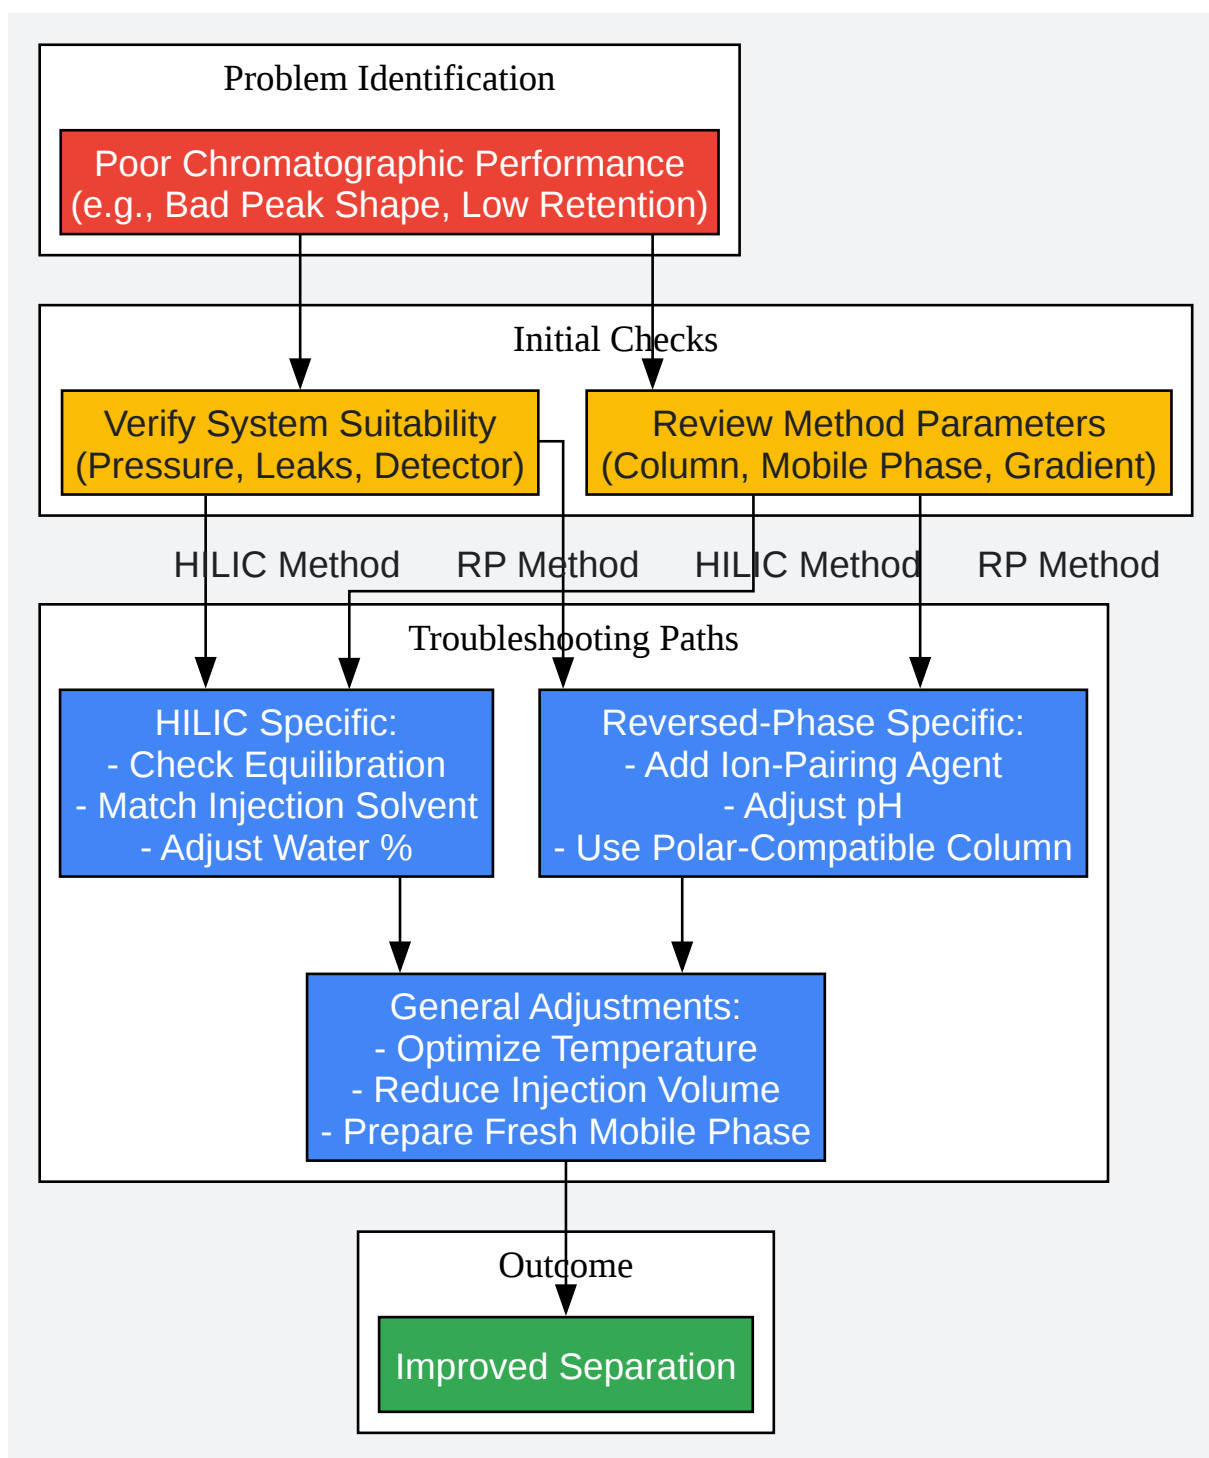 Problem Identification
Poor Chromatographic Performance
(e.g., Bad Peak Shape, Low Retention)
Initial Checks
Verify System Suitability
(Pressure, Leaks, Detector)
Review Method Parameters
(Column, Mobile Phase, Gradient)
HILIC Method
RP Method
HILIC Method
RP Method
Troubleshooting Paths
HILIC Specific:
- Check Equilibration
- Match Injection Solvent
- Adjust Water %
Reversed-Phase Specific:
- Add Ion-Pairing Agent
- Adjust pH
- Use Polar-Compatible Column
General Adjustments:
- Optimize Temperature
- Reduce Injection Volume
- Prepare Fresh Mobile Phase
Outcome
Improved Separation